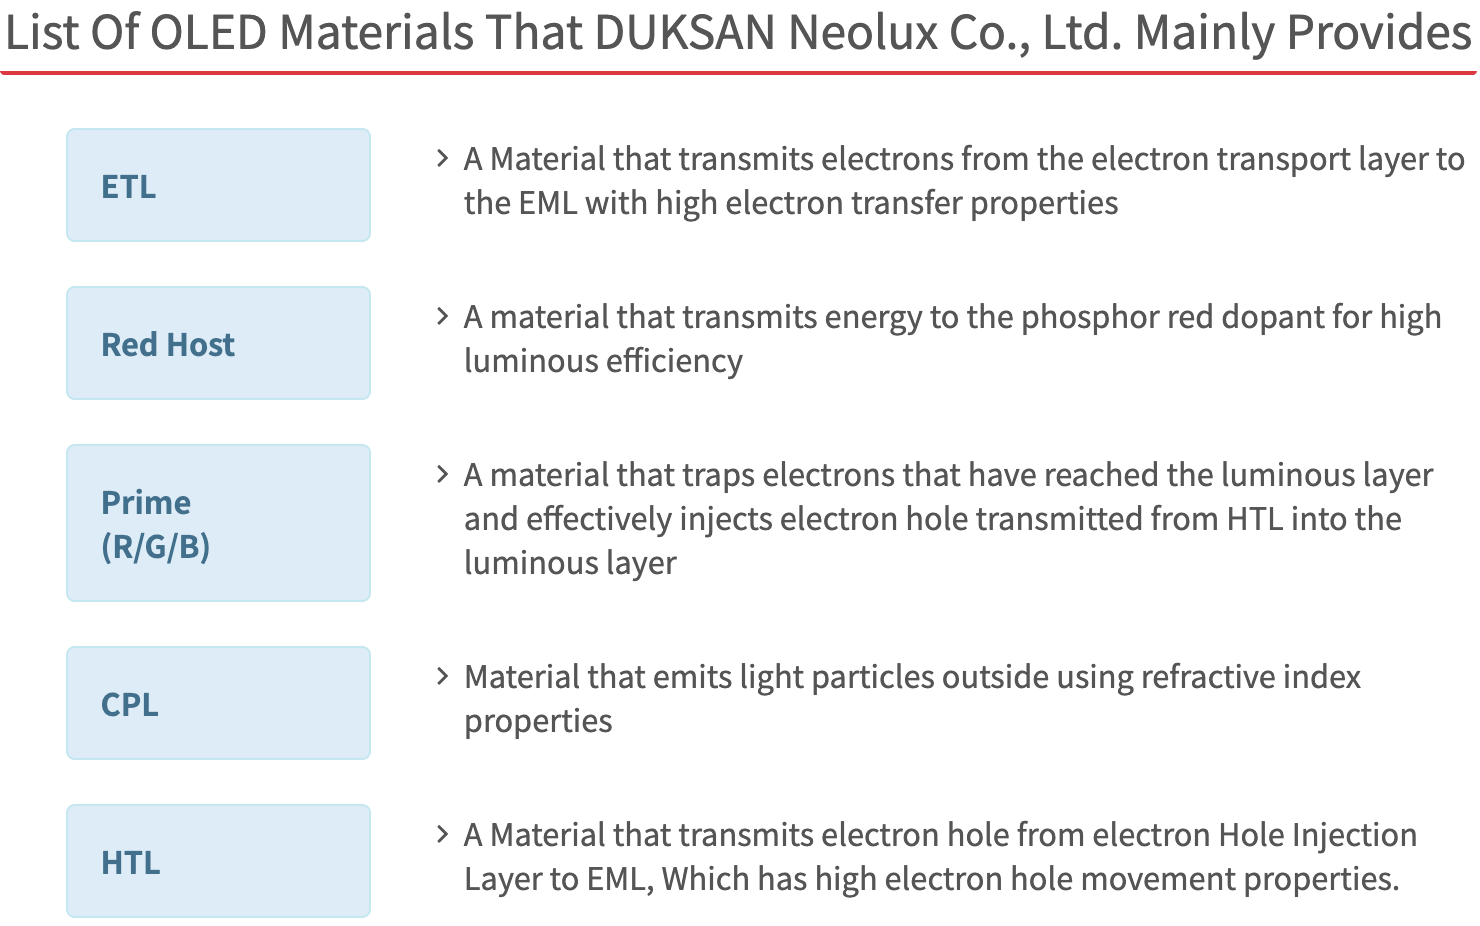 List Of OLED Materials That DUKSAN Neolux Co., Ltd. Mainly Provides
ETL
› A Material that transmits electrons from the electron transport layer to
the EML with high electron transfer properties
Red Host
› A material that transmits energy to the phosphor red dopant for high
luminous efficiency
Prime
(R/G/B)
› A material that traps electrons that have reached the luminous layer
and effectively injects electron hole transmitted from HTL into the
luminous layer
CPL
› Material that emits light particles outside using refractive index
properties
HTL
› A Material that transmits electron hole from electron Hole Injection
Layer to EML, Which has high electron hole movement properties.